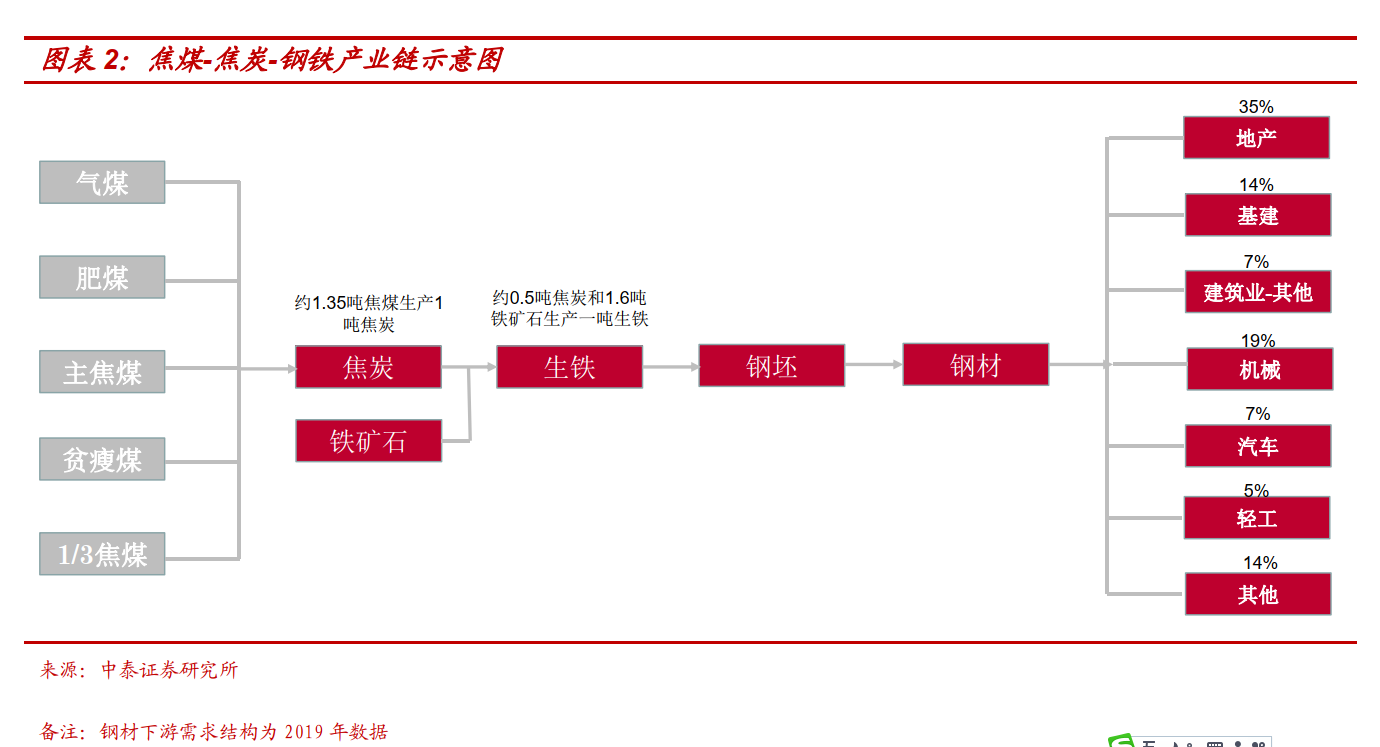 图表 2：焦煤-焦炭-钢铁产业链示意图
气煤
肥煤
主焦煤
贫瘦煤
1/3焦煤
约1.35吨焦煤生产1
吨焦炭
焦炭
铁矿石
约0.5吨焦炭和1.6吨
铁矿石生产一吨生铁
生铁
钢坯
钢材
35%
地产
14%
基建
7%
建筑业-其他
19%
机械
7%
汽车
5%
轻工
14%
其他
来源：中泰证券研究所
备注：钢材下游需求结构为 2019 年数据